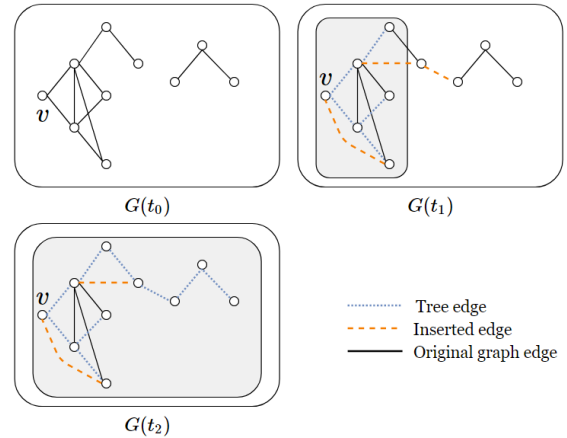 v
G(t₀)
v
G(t₁)
v
G(t₂)
Tree edge
Inserted edge
Original graph edge